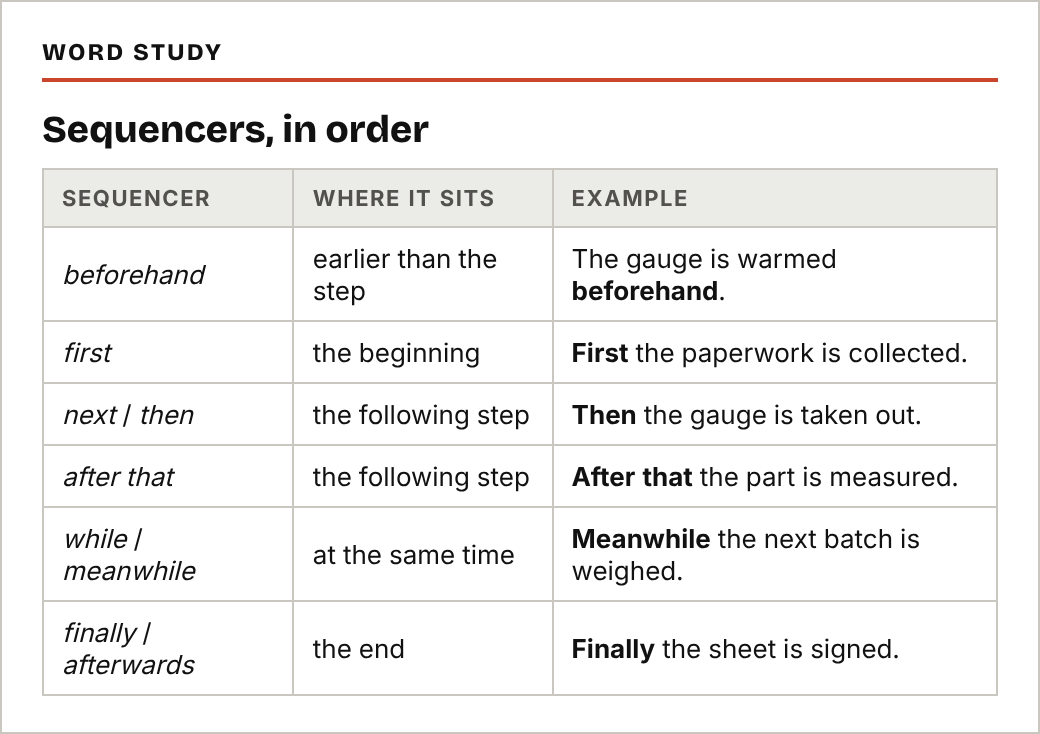 WORD STUDY
Sequencers, in order
SEQUENCER WHERE IT SITS EXAMPLE
beforehand
earlier than the
step
The gauge is warmed
beforehand.
first
the beginning
First the paperwork is collected.
next / then
the following step
Then the gauge is taken out.
after that
the following step
After that the part is measured.
while /
meanwhile
at the same time
Meanwhile the next batch is
weighed.
finally /
afterwards
the end
Finally the sheet is signed.